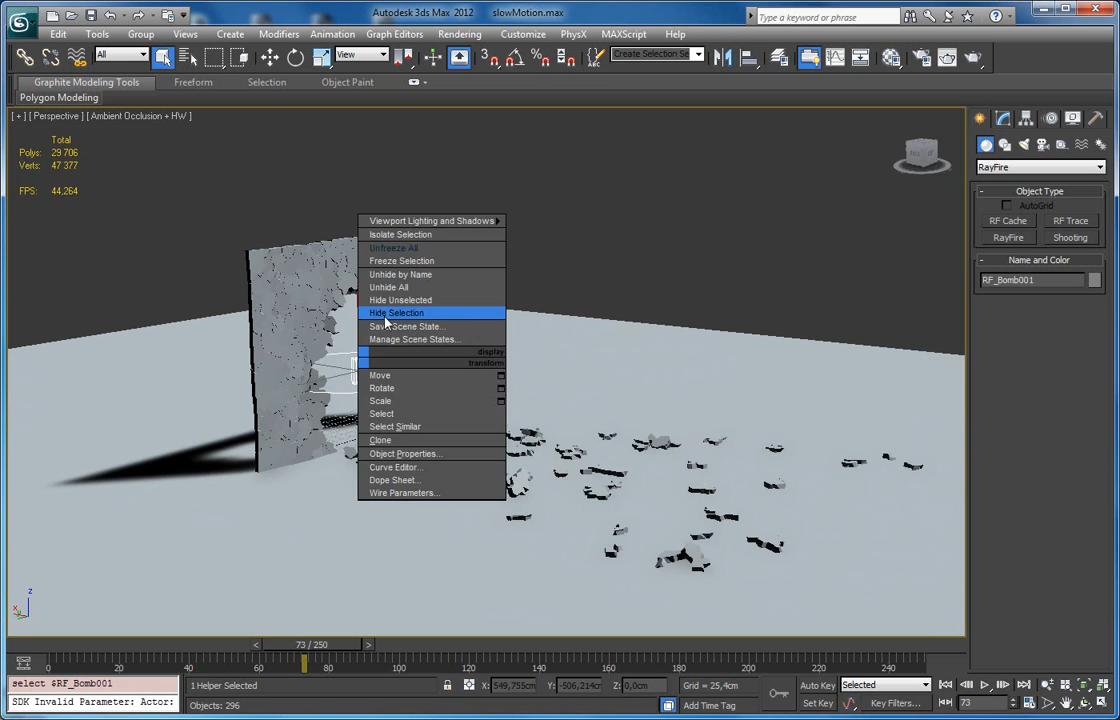 Autodesk 3ds Max 2012 slowMotion.max
Type a keyword or phrase
Edit Tools Group Views Create Modifiers Animation Graph Editors Rendering Customize PhysX MAXScript Help
All View 3 Create Selection Se
Graphite Modeling Tools Freeform Selection Object Paint
Polygon Modeling
[ + ] [ Perspective ] [ Ambient Occlusion + HW ]
Total
Polys: 29 706
Verts: 47 377
FPS: 44,264
Viewport Lighting and Shadows
Isolate Selection
Unfreeze All
Freeze Selection
Unhide by Name
Unhide All
Hide Unselected
Hide Selection
Save Scene State...
Manage Scene States...
display
transform
Move
Rotate
Scale
Select
Select Similar
Clone
Object Properties...
Curve Editor...
Dope Sheet...
Wire Parameters...
RayFire
- Object Type
AutoGrid
RF Cache RF Trace
RayFire Shooting
- Name and Color
RF_Bomb001
z
x
< 73 / 250 >
0 20 40 60 80 100 120 140 160 180 200 220 240
select $RF_Bomb001
SDK Invalid Parameter: Actor:
1 Helper Selected
Objects: 296
X: 549,755cm Y: -506,214cm Z: 0,0cm Grid = 25,4cm
Add Time Tag
Auto Key Selected
Set Key Key Filters...
73